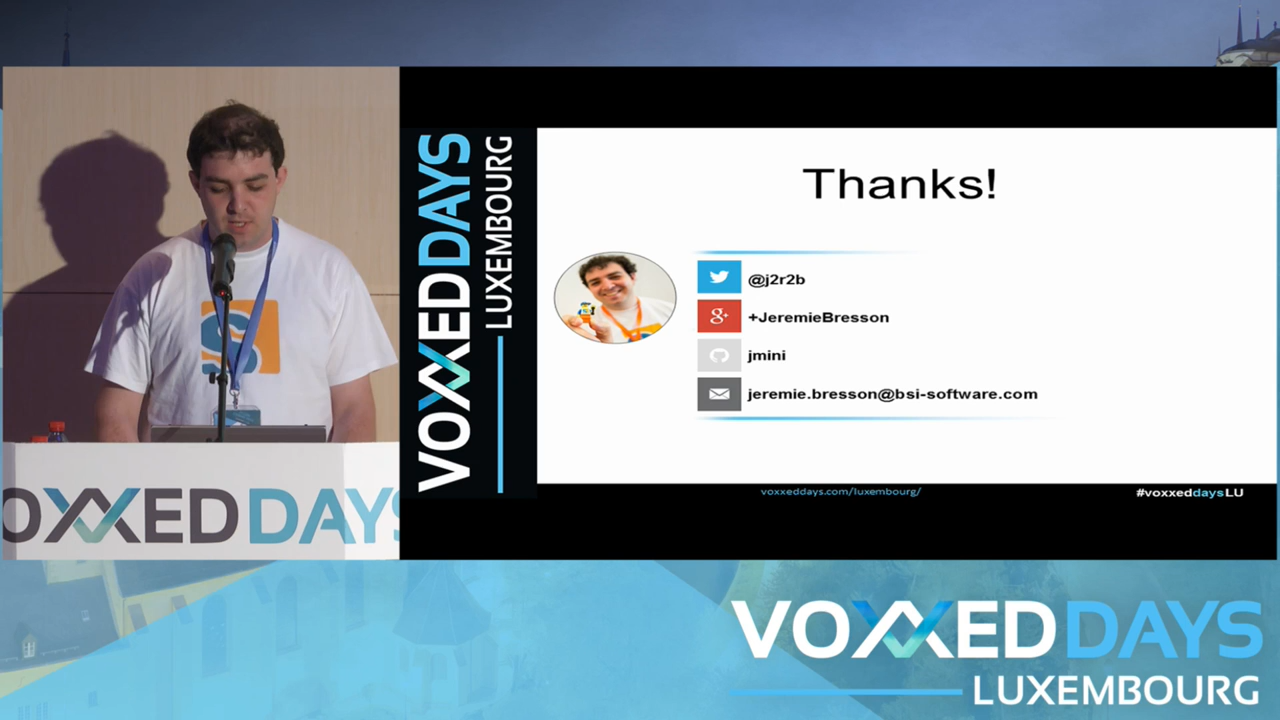 VOXXED DAYS
VOXXED DAYS
LUXEMBOURG
Thanks!
@j2r2b
+JeremieBresson
jmini
jeremie.bresson@bsi-software.com
voxxeddays.com/luxembourg/
#voxxeddaysLU
VOXXED DAYS
LUXEMBOURG